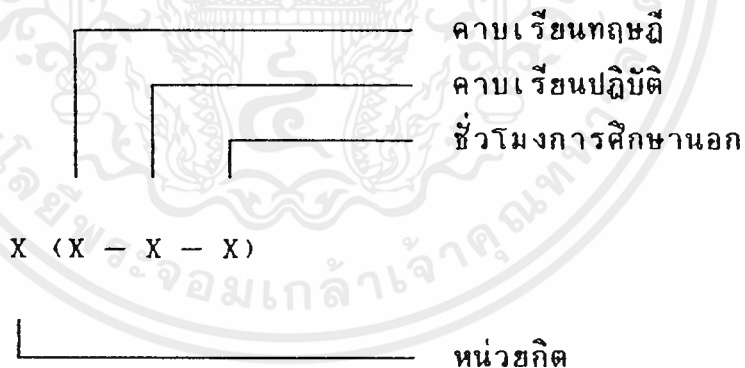 คาบเรียนทฤษฎี
คาบเรียนปฏิบัติ
ชั่วโมงการศึกษานอก
X (X - X - X)
หน่วยกิต